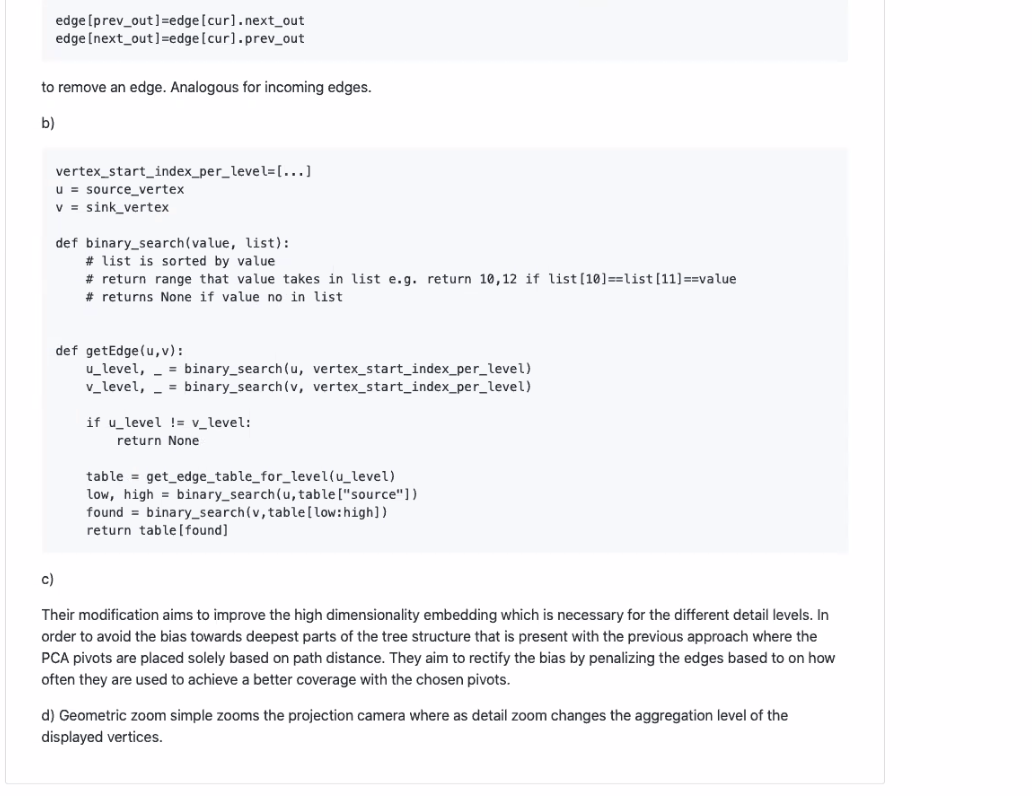 edge[prev_out]=edge[cur].next_out
edge[next_out]=edge[cur].prev_out
to remove an edge. Analogous for incoming edges.
b)
vertex_start_index_per_level=[...]
u = source_vertex
v = sink_vertex
def binary_search(value, list):
    # list is sorted by value
    # return range that value takes in list e.g. return 10,12 if list[10]==list[11]==value
    # returns None if value no in list
def getEdge(u,v):
    u_level, _ = binary_search(u, vertex_start_index_per_level)
    v_level, _ = binary_search(v, vertex_start_index_per_level)
    if u_level != v_level:
        return None
    table = get_edge_table_for_level(u_level)
    low, high = binary_search(u,table["source"])
    found = binary_search(v,table[low:high])
    return table[found]
c)
Their modification aims to improve the high dimensionality embedding which is necessary for the different detail levels. In
order to avoid the bias towards deepest parts of the tree structure that is present with the previous approach where the
PCA pivots are placed solely based on path distance. They aim to rectify the bias by penalizing the edges based to on how
often they are used to achieve a better coverage with the chosen pivots.
d) Geometric zoom simple zooms the projection camera where as detail zoom changes the aggregation level of the
displayed vertices.